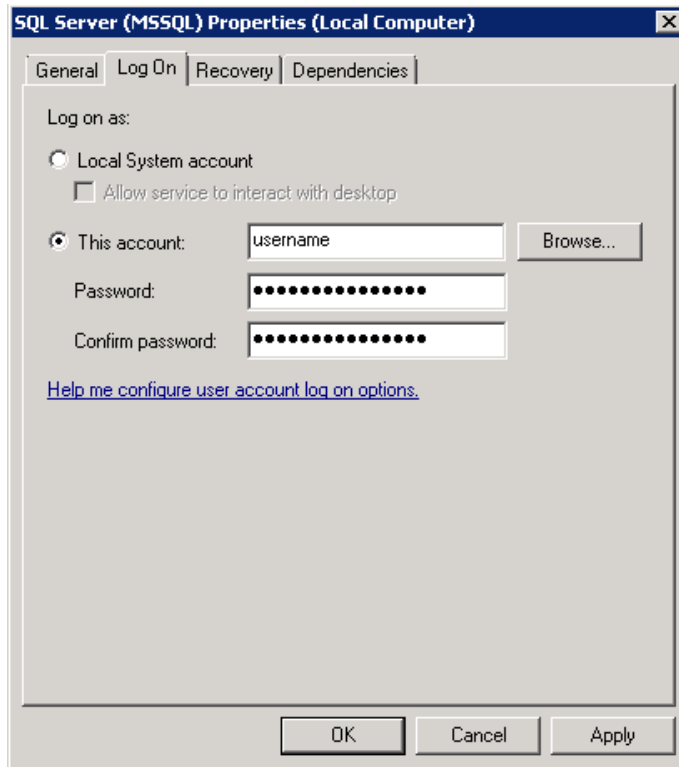 SQL Server (MSSQL) Properties (Local Computer)
General Log On Recovery Dependencies
Log on as:
Local System account
Allow service to interact with desktop
This account: username Browse...
Password: ●●●●●●●●●●●●●●●
Confirm password: ●●●●●●●●●●●●●●●
Help me configure user account log on options.
OK Cancel Apply